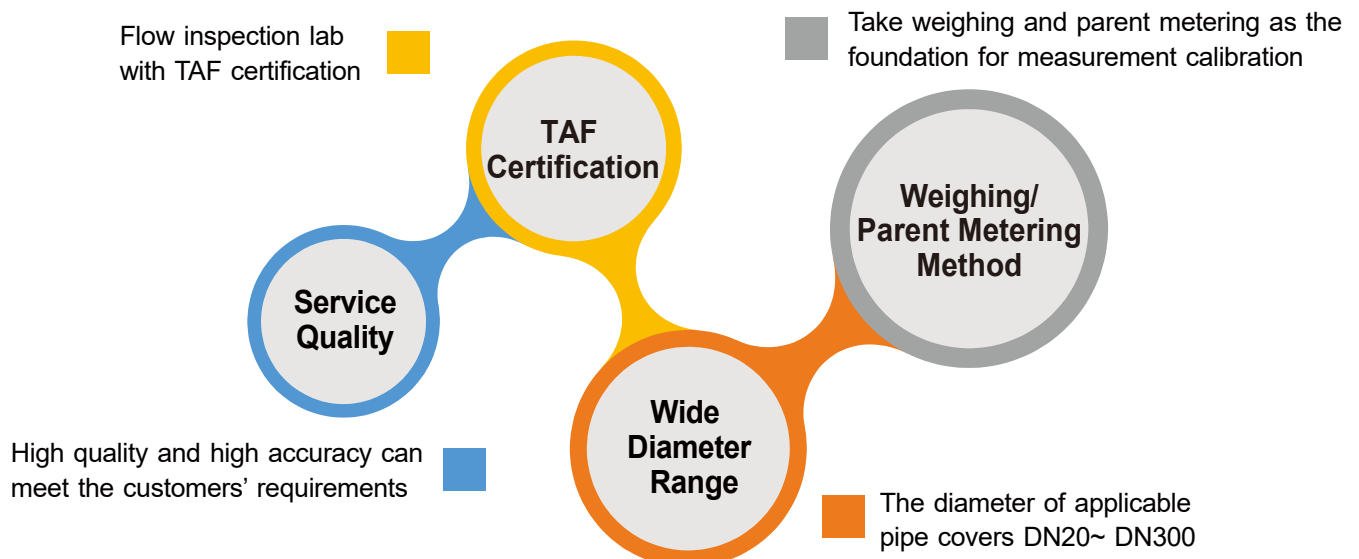 Flow inspection lab
with TAF certification
Take weighing and parent metering as the
foundation for measurement calibration
TAF
Certification
Weighing/
Parent Metering
Method
Service
Quality
Wide
Diameter
Range
High quality and high accuracy can
meet the customers’ requirements
The diameter of applicable
pipe covers DN20~ DN300